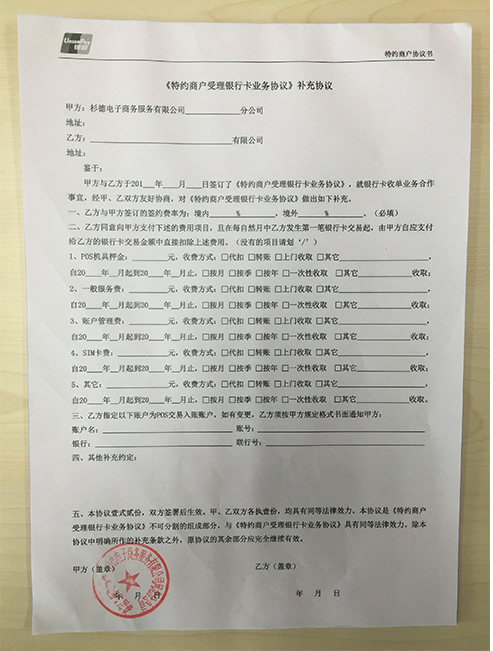 UnionPay
银联
特约商户协议书
《特约商户受理银行卡业务协议》补充协议
甲方：杉德电子商务服务有限公司__________分公司
地址：
乙方：__________________________有限公司
地址：
鉴于：
甲方与乙方于201__年____月____日签订了《特约商户受理银行卡业务协议》，就银行卡收单业务合作
事宜，经甲、乙双方友好协商，对《特约商户受理银行卡业务协议》做出如下补充。
一、乙方与甲方签订的签约费率为：境内______%______，境外______%______。（必填）
二、乙方同意向甲方支付下述的费用项目，且在每自然月中乙方发生第一笔银行卡交易起，由甲方自应支付
给乙方的银行卡交易金额中直接扣除上述费用。（没有的项目请划‘/’）
1、POS机具押金：______元，收费方式：□代扣 □转账 □上门收取 □其它________________，
自20____年__月起到20____年__月止，□按月 □按季 □按年 □一次性收取 □其它__________收取；
2、一般服务费：________元，收费方式：□代扣 □转账 □上门收取 □其它________________，
自20____年__月起到20____年__月止，□按月 □按季 □按年 □一次性收取 □其它__________收取；
3、账户管理费：________元，收费方式：□代扣 □转账 □上门收取 □其它________________，
自20____年__月起到20____年__月止，□按月 □按季 □按年 □一次性收取 □其它__________收取。
4、SIM卡费：__________元，收费方式：□代扣 □转账 □上门收取 □其它________________，
自20____年__月起到20____年__月止，□按月 □按季 □按年 □一次性收取 □其它__________收取；
5、其它：____________元，收费方式：□代扣 □转账 □上门收取 □其它________________，
自20____年__月起到20____年__月止，□按月 □按季 □按年 □一次性收取 □其它__________收取。
三、乙方指定以下账户为POS交易入账账户，如有变更，乙方须按甲方规定格式书面通知甲方：
账户名：__________________________ 账号：__________________________
银行：__________________________ 联行号：__________________________
四、其他补充约定：
五、本协议壹式贰份，双方签署后生效。甲、乙双方各执壹份，均具有同等法律效力。本协议是《特约商户
受理银行卡业务协议》不可分割的组成部分，与《特约商户受理银行卡业务协议》具有同等法律效力。除本
协议中明确所作的补充条款之外，原协议的其余部分应完全继续有效。
甲方（盖章） 乙方（盖章）
年 月 日 年 月 日
电子商务服务有限公司